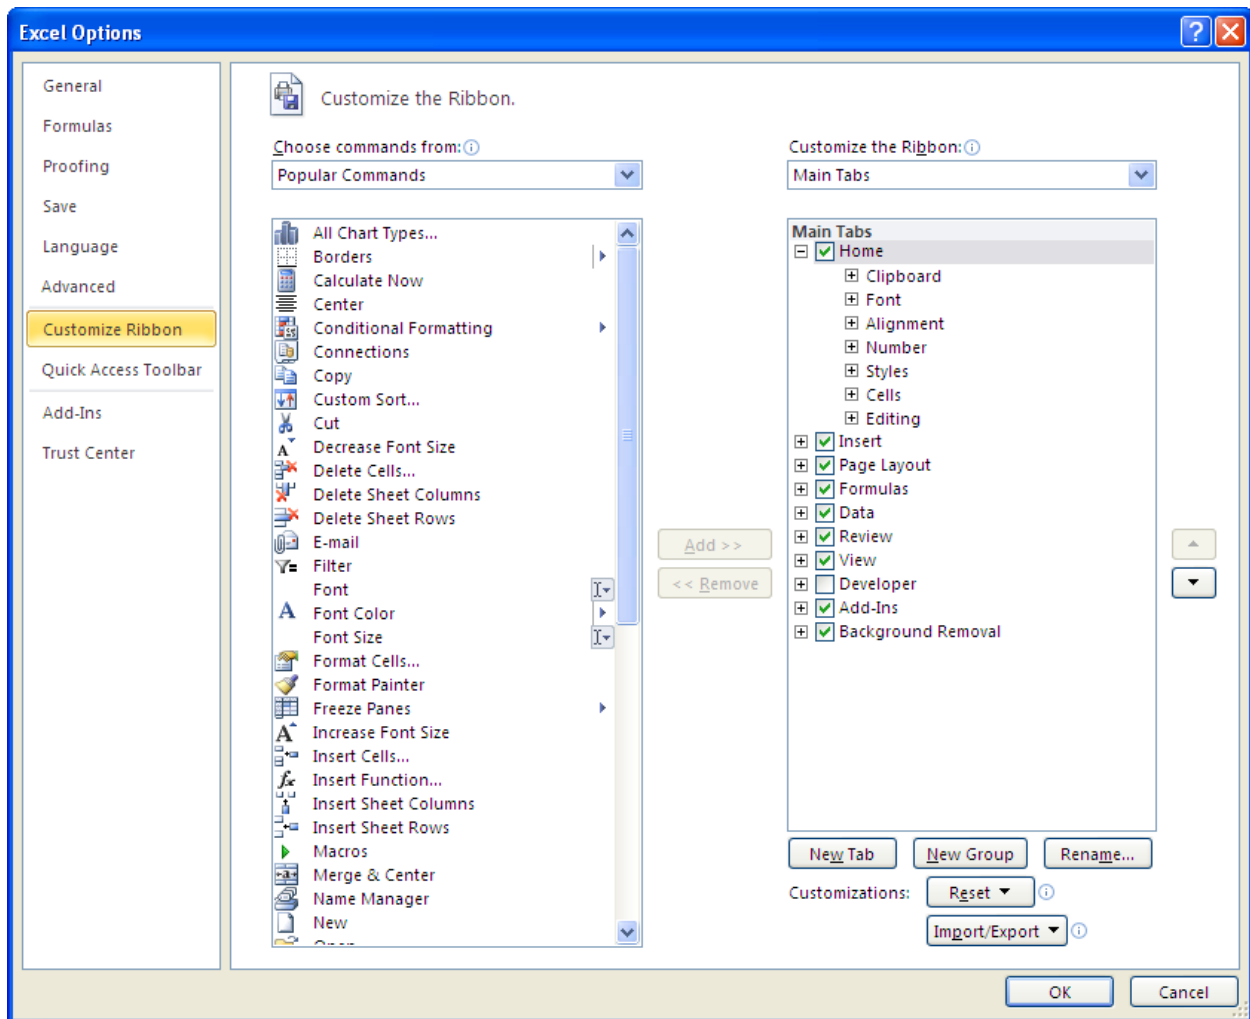 Excel Options
General
Formulas
Proofing
Save
Language
Advanced
Customize Ribbon
Quick Access Toolbar
Add-Ins
Trust Center
Customize the Ribbon.
Choose commands from:
Popular Commands
All Chart Types...
Borders
Calculate Now
Center
Conditional Formatting
Connections
Copy
Custom Sort...
Cut
Decrease Font Size
Delete Cells...
Delete Sheet Columns
Delete Sheet Rows
E-mail
Filter
Font
Font Color
Font Size
Format Cells...
Format Painter
Freeze Panes
Increase Font Size
Insert Cells...
Insert Function...
Insert Sheet Columns
Insert Sheet Rows
Macros
Merge & Center
Name Manager
New
Add >>
<< Remove
Customize the Ribbon:
Main Tabs
Main Tabs
Home
Clipboard
Font
Alignment
Number
Styles
Cells
Editing
Insert
Page Layout
Formulas
Data
Review
View
Developer
Add-Ins
Background Removal
New Tab New Group Rename...
Customizations: Reset
Import/Export
OK Cancel